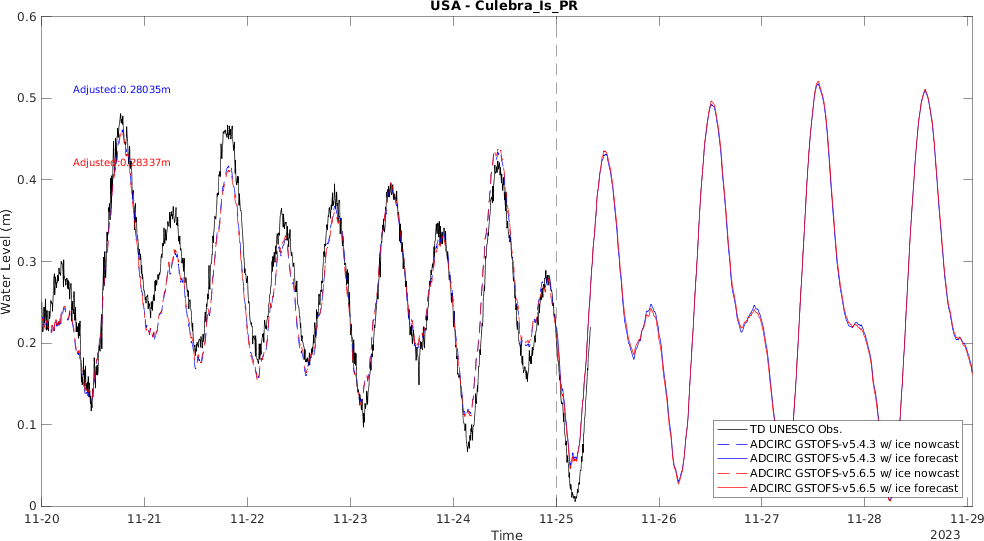 USA - Culebra_Is_PR
0.6
0.5
0.4
0.3
0.2
0.1
0
Water Level (m)
Adjusted:0.28035m
Adjusted:0.28337m
TD UNESCO Obs.
ADCIRC GSTOFS-v5.4.3 w/ ice nowcast
ADCIRC GSTOFS-v5.4.3 w/ ice forecast
ADCIRC GSTOFS-v5.6.5 w/ ice nowcast
ADCIRC GSTOFS-v5.6.5 w/ ice forecast
11-20 11-21 11-22 11-23 11-24 11-25 11-26 11-27 11-28 11-29
Time
2023